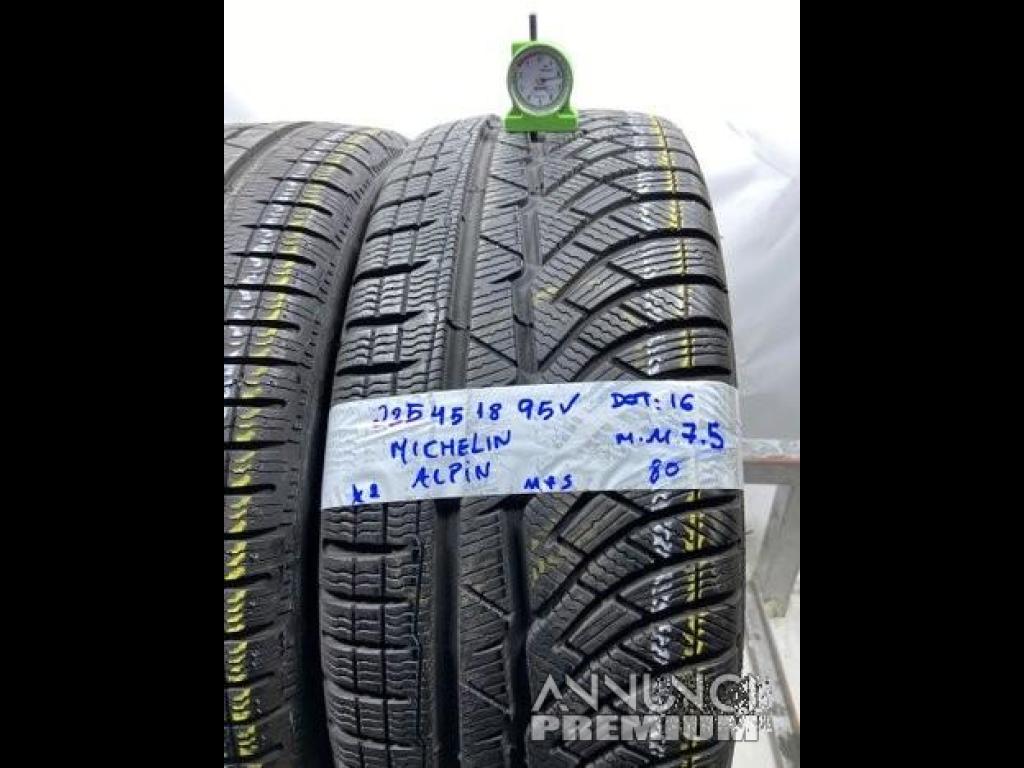 225 45 18 95V DOT: 16
MICHELIN M.M 7.5
ALPIN 80
x2 M+S
ANNUNCI
PREMIUM